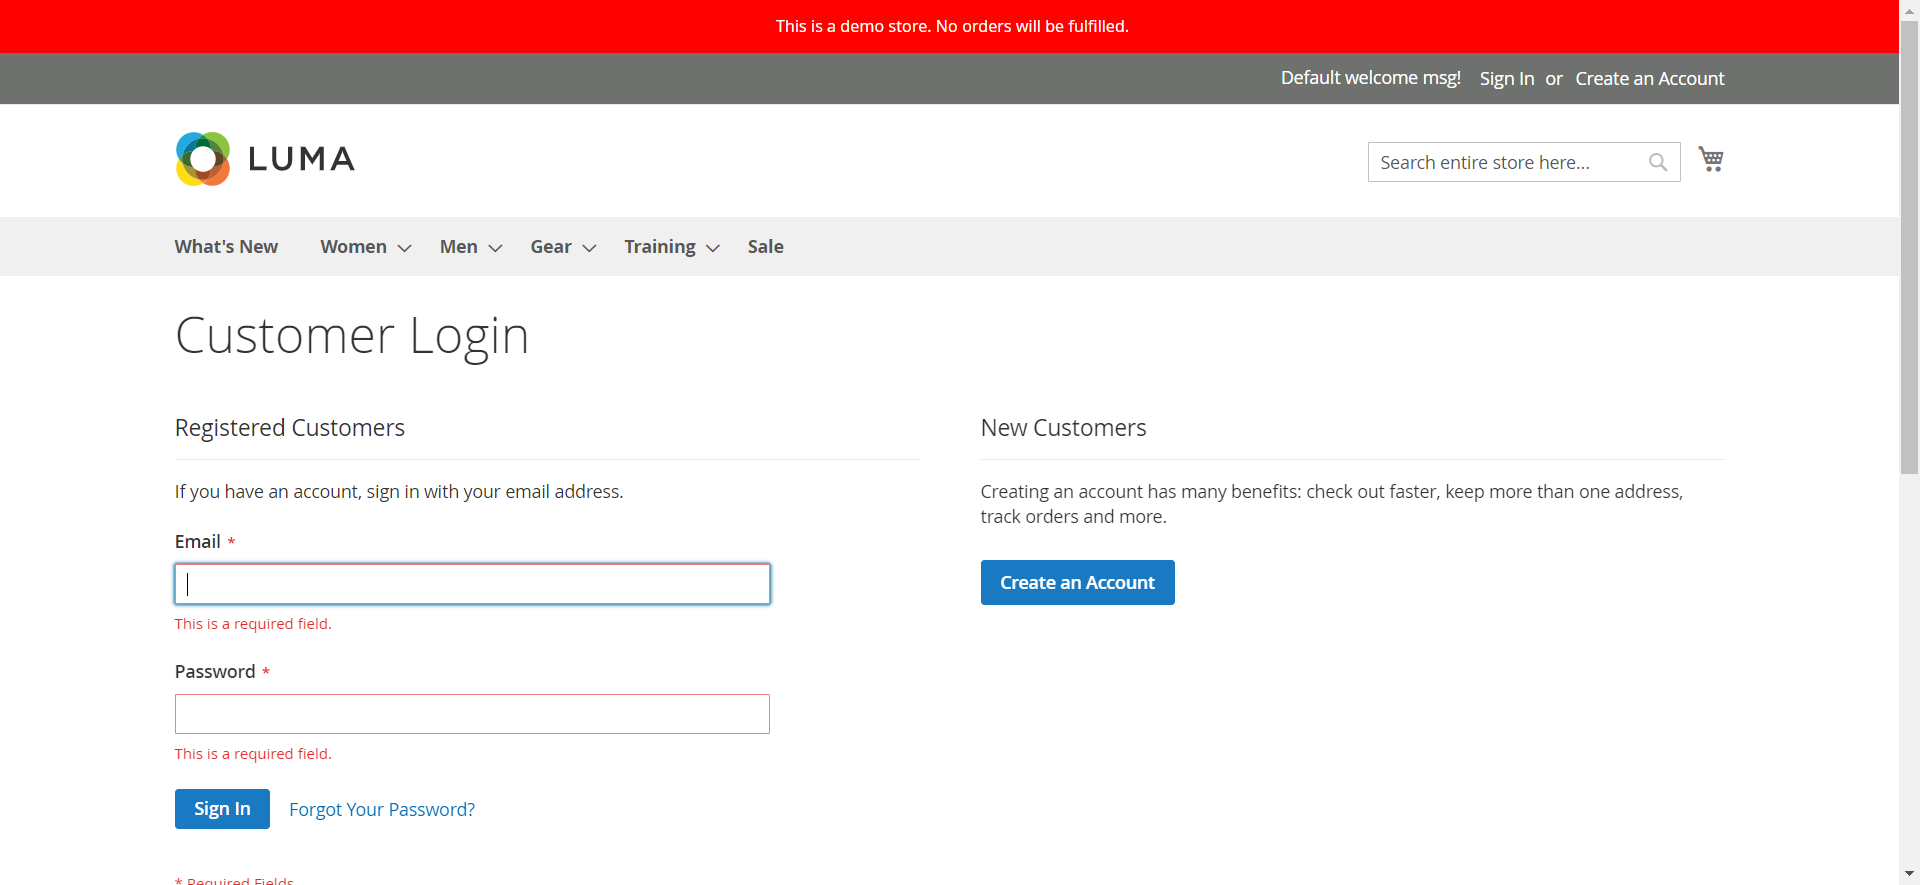 This is a demo store. No orders will be fulfilled.
Default welcome msg! Sign In or Create an Account
LUMA
Search entire store here...
What's New Women Men Gear Training Sale
Customer Login
Registered Customers
If you have an account, sign in with your email address.
Email *
This is a required field.
Password *
This is a required field.
Sign In Forgot Your Password?
* Required Fields
New Customers
Creating an account has many benefits: check out faster, keep more than one address,
track orders and more.
Create an Account